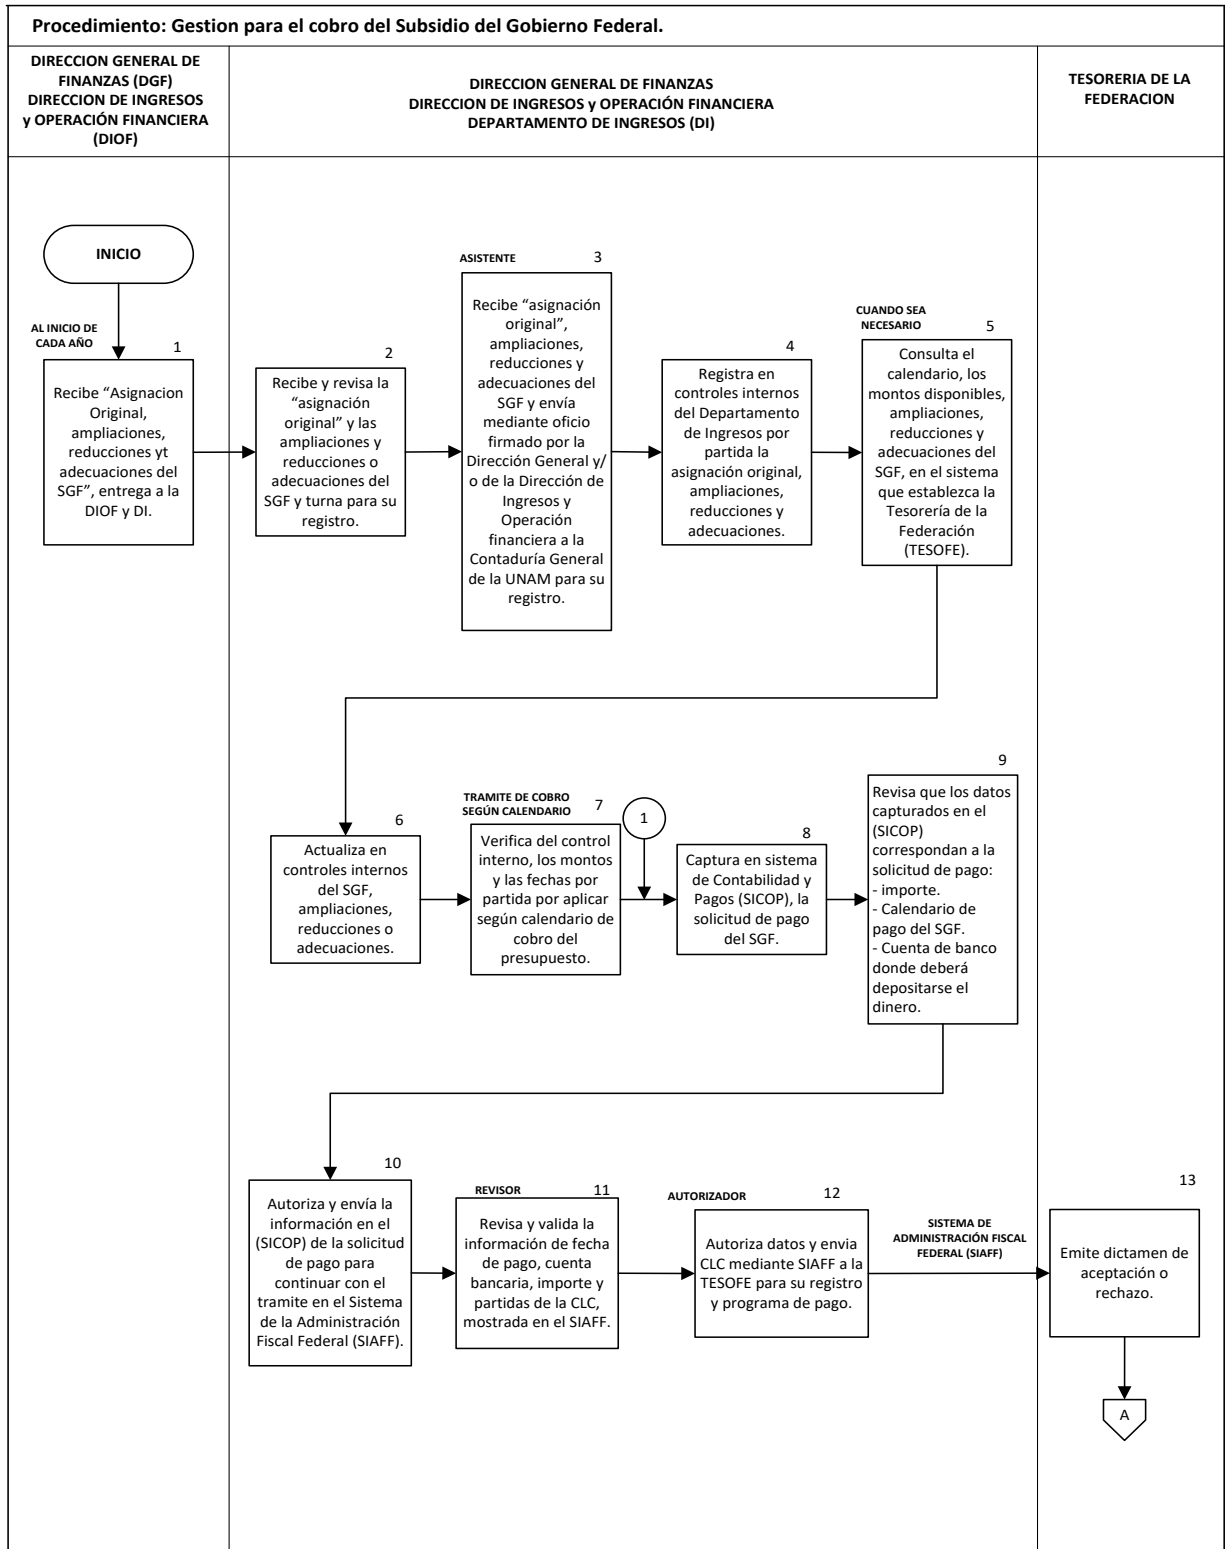 Procedimiento: Gestion para el cobro del Subsidio del Gobierno Federal.
DIRECCION GENERAL DE
FINANZAS (DGF)
DIRECCION DE INGRESOS
y OPERACIÓN FINANCIERA
(DIOF)
DIRECCION GENERAL DE FINANZAS
DIRECCION DE INGRESOS y OPERACIÓN FINANCIERA
DEPARTAMENTO DE INGRESOS (DI)
TESORERIA DE LA
FEDERACION
INICIO
AL INICIO DE
CADA AÑO
1
Recibe “Asignacion
Original,
ampliaciones,
reducciones yt
adecuaciones del
SGF”, entrega a la
DIOF y DI.
2
Recibe y revisa la
“asignación
original” y las
ampliaciones y
reducciones o
adecuaciones del
SGF y turna para su
registro.
ASISTENTE
3
Recibe “asignación
original”,
ampliaciones,
reducciones y
adecuaciones del
SGF y envía
mediante oficio
firmado por la
Dirección General y/
o de la Dirección de
Ingresos y
Operación
financiera a la
Contaduría General
de la UNAM para su
registro.
4
Registra en
controles internos
del Departamento
de Ingresos por
partida la
asignación original,
ampliaciones,
reducciones y
adecuaciones.
CUANDO SEA
NECESARIO
5
Consulta el
calendario, los
montos disponibles,
ampliaciones,
reducciones y
adecuaciones del
SGF, en el sistema
que establezca la
Tesorería de la
Federación
(TESOFE).
6
Actualiza en
controles internos
del SGF,
ampliaciones,
reducciones o
adecuaciones.
TRAMITE DE COBRO
SEGÚN CALENDARIO
7
Verifica del control
interno, los montos
y las fechas por
partida por aplicar
según calendario de
cobro del
presupuesto.
1
8
Captura en sistema
de Contabilidad y
Pagos (SICOP), la
solicitud de pago
del SGF.
9
Revisa que los datos
capturados en el
(SICOP)
correspondan a la
solicitud de pago:
- importe.
- Calendario de
pago del SGF.
- Cuenta de banco
donde deberá
depositarse el
dinero.
10
Autoriza y envía la
información en el
(SICOP) de la solicitud
de pago para
continuar con el
tramite en el Sistema
de la Administración
Fiscal Federal (SIAFF).
REVISOR
11
Revisa y valida la
información de fecha
de pago, cuenta
bancaria, importe y
partidas de la CLC,
mostrada en el SIAFF.
AUTORIZADOR
12
Autoriza datos y envia
CLC mediante SIAFF a la
TESOFE para su registro
y programa de pago.
SISTEMA DE
ADMINISTRACIÓN FISCAL
FEDERAL (SIAFF)
13
Emite dictamen de
aceptación o
rechazo.
A